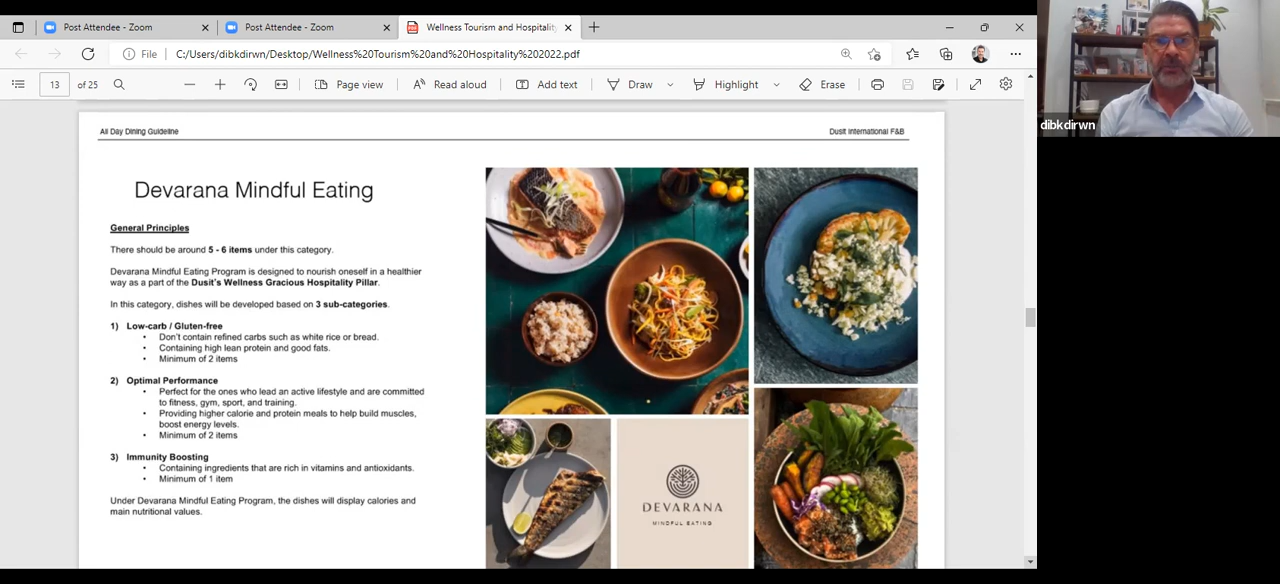 Post Attendee - Zoom
Post Attendee - Zoom
Wellness Tourism and Hospitalit
File
C:/Users/dibkdirwn/Desktop/Wellness%20Tourism%20and%20Hospitality%202022.pdf
13 of 25
Page view
Read aloud
Add text
Draw
Highlight
Erase
dibkdirwn
All Day Dining Guideline
Dusit International F&B
Devarana Mindful Eating
General Principles
There should be around 5 - 6 items under this category.
Devarana Mindful Eating Program is designed to nourish oneself in a healthier
way as a part of the Dusit's Wellness Gracious Hospitality Pillar.
In this category, dishes will be developed based on 3 sub-categories.
1) Low-carb / Gluten-free
• Don't contain refined carbs such as white rice or bread.
• Containing high lean protein and good fats.
• Minimum of 2 items
2) Optimal Performance
• Perfect for the ones who lead an active lifestyle and are committed
to fitness, gym, sport, and training.
• Providing higher calorie and protein meals to help build muscles,
boost energy levels.
• Minimum of 2 items
3) Immunity Boosting
• Containing ingredients that are rich in vitamins and antioxidants.
• Minimum of 1 item
Under Devarana Mindful Eating Program, the dishes will display calories and
main nutritional values.
DEVARANA
MINDFUL EATING